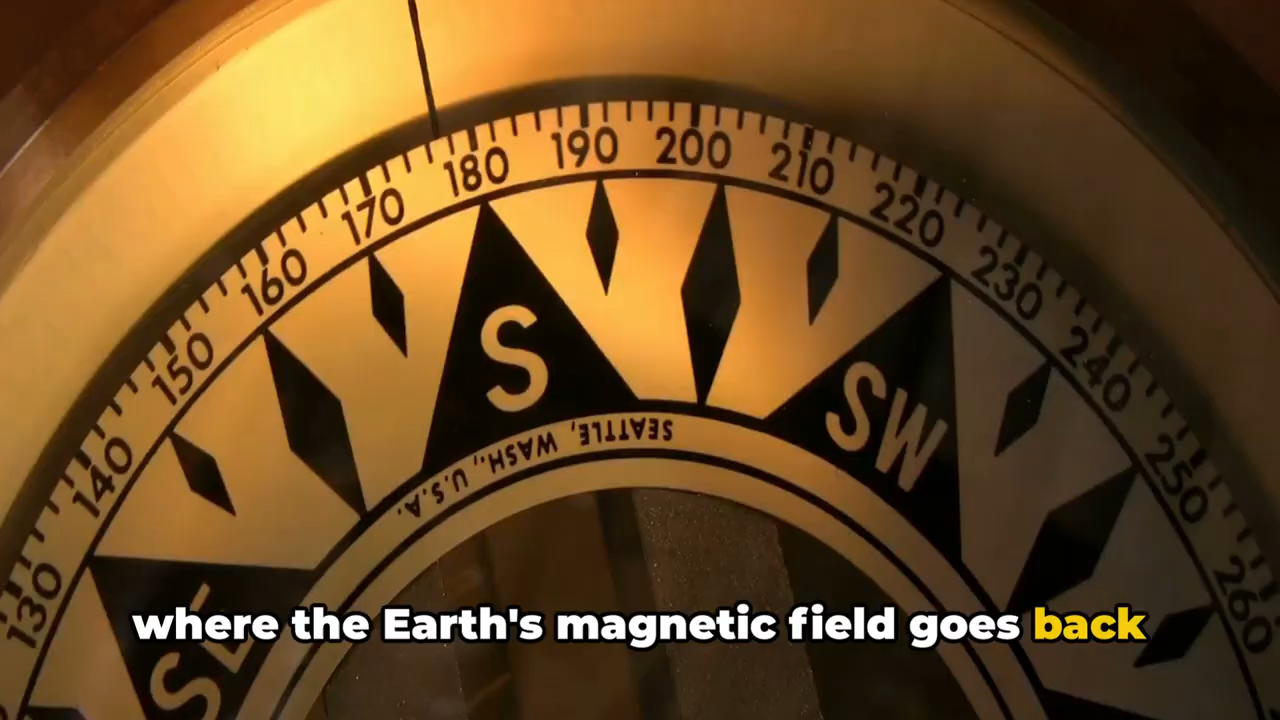 130 140 150 160 170 180 190 200 210 220 230 240 250 260
SE S SW
SEATTLE, WASH., U.S.A.
where the Earth's magnetic field goes back